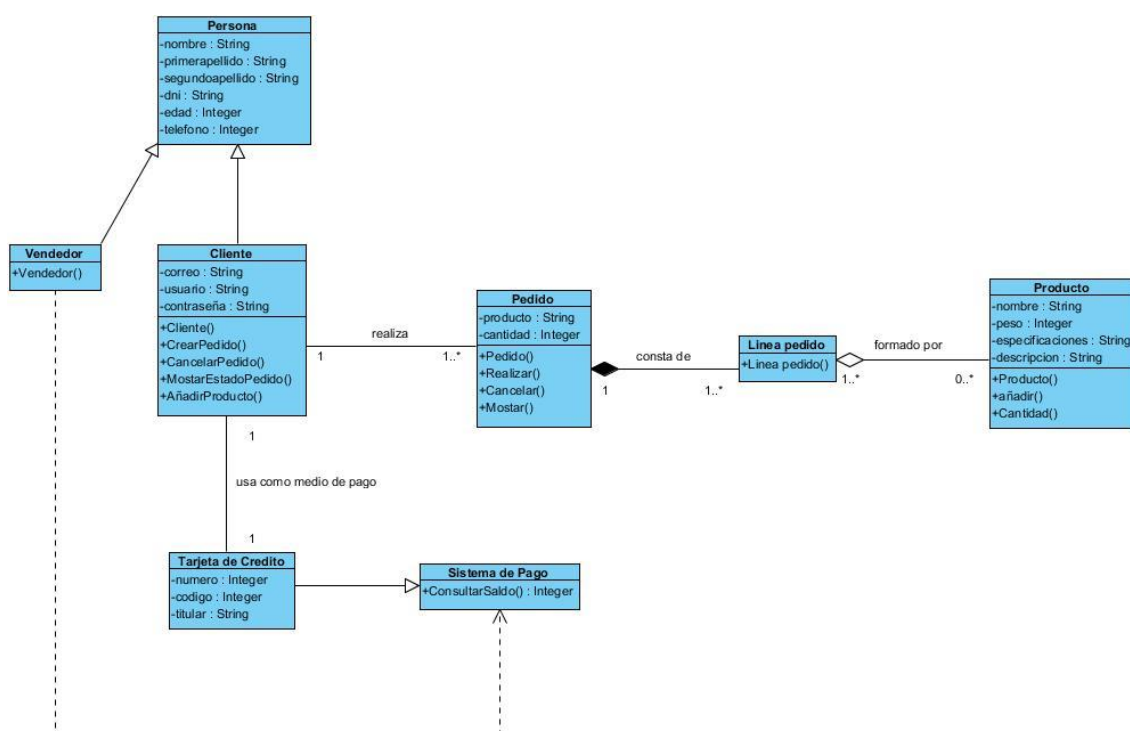 Persona
-nombre : String
-primerapellido : String
-segundoapellido : String
-dni : String
-edad : Integer
-telefono : Integer
Vendedor
+Vendedor()
Cliente
-correo : String
-usuario : String
-contraseña : String
+Cliente()
+CrearPedido()
+CancelarPedido()
+MostarEstadoPedido()
+AñadirProducto()
realiza
1
1..*
Pedido
-producto : String
-cantidad : Integer
+Pedido()
+Realizar()
+Cancelar()
+Mostar()
consta de
1
1..*
Linea pedido
+Linea pedido()
formado por
1..*
0..*
Producto
-nombre : String
-peso : Integer
-especificaciones : String
-descripcion : String
+Producto()
+añadir()
+Cantidad()
1
usa como medio de pago
1
Tarjeta de Credito
-numero : Integer
-codigo : Integer
-titular : String
Sistema de Pago
+ConsultarSaldo() : Integer